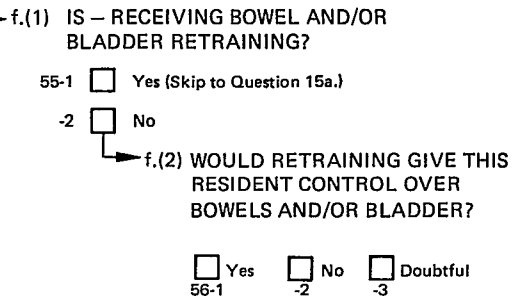 f.(1) IS – RECEIVING BOWEL AND/OR
BLADDER RETRAINING?
55-1 Yes (Skip to Question 15a.)
-2 No
f.(2) WOULD RETRAINING GIVE THIS
RESIDENT CONTROL OVER
BOWELS AND/OR BLADDER?
Yes No Doubtful
56-1 -2 -3